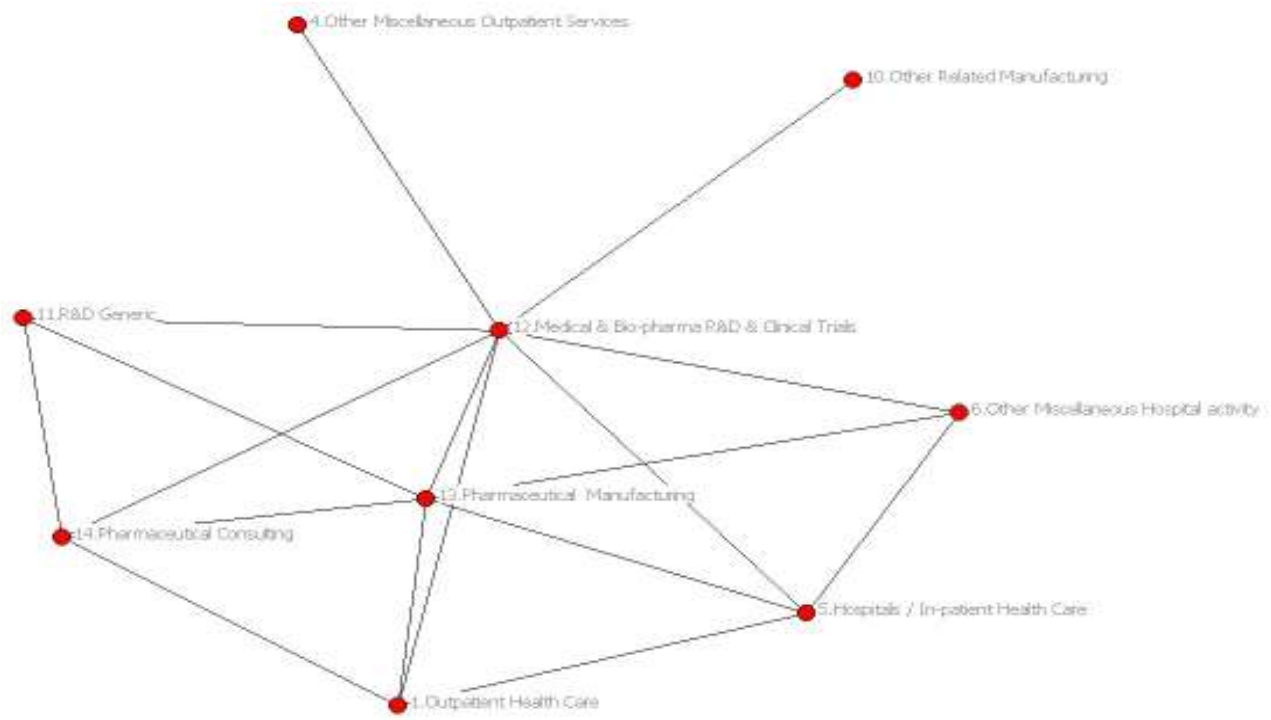 4.Other Miscellaneous Outpatient Services
10.Other Related Manufacturing
11.R&D Generic
12.Medical & Bio-pharma R&D & Clinical Trials
6.Other Miscellaneous Hospital activity
13.Pharmaceutical Manufacturing
14.Pharmaceutical Consulting
5.Hospitals / In-patient Health Care
1.Outpatient Health Care